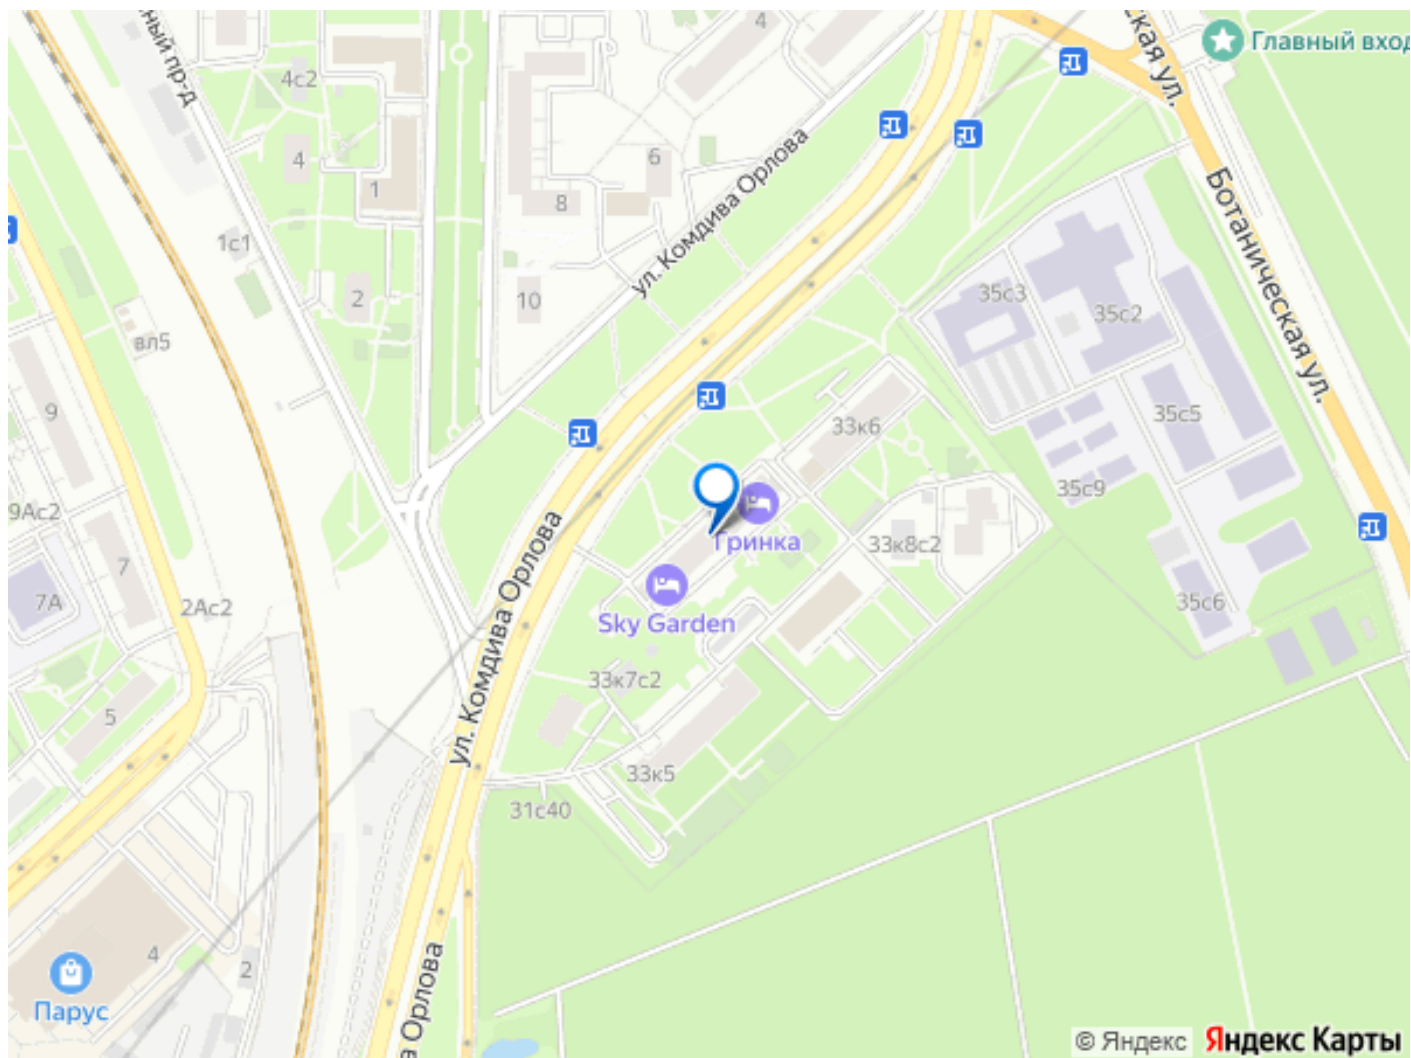 4
Главный вход
ный пр-д
ская ул.
4с2
4
1
6
8
ул. Комдива Орлова
Ботаническая ул.
1с1
2
10
35с3
35с2
вл5
9
33к6
35с5
35с9
9Ас2
7
Гринка
33к8с2
7А
2Ас2
Sky Garden
35с6
ул. Комдива Орлова
33к7с2
5
33к5
31с40
4
2
Парус
а Орлова
© Яндекс
Яндекс Карты